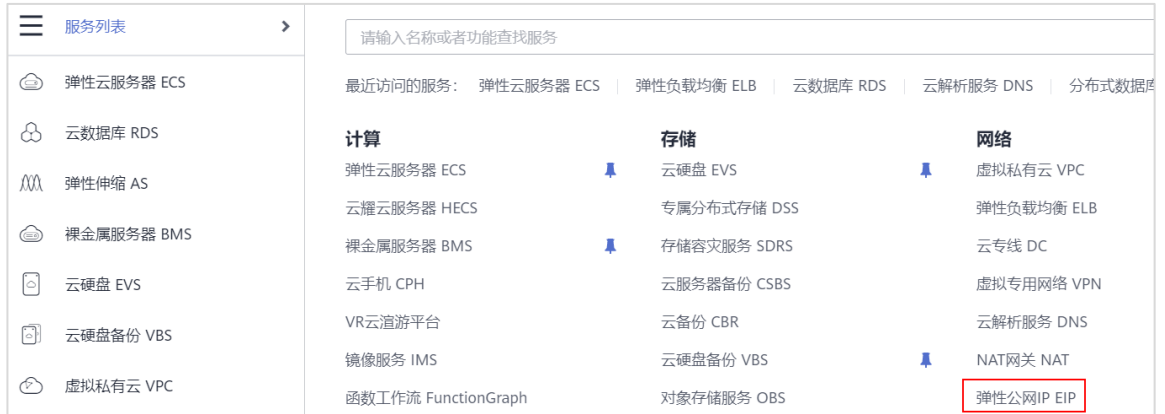 服务列表
弹性云服务器 ECS
云数据库 RDS
弹性伸缩 AS
裸金属服务器 BMS
云硬盘 EVS
云硬盘备份 VBS
虚拟私有云 VPC
请输入名称或者功能查找服务
最近访问的服务： 弹性云服务器 ECS 弹性负载均衡 ELB 云数据库 RDS 云解析服务 DNS 分布式数据库
计算
弹性云服务器 ECS
云耀云服务器 HECS
裸金属服务器 BMS
云手机 CPH
VR云渲游平台
镜像服务 IMS
函数工作流 FunctionGraph
存储
云硬盘 EVS
专属分布式存储 DSS
存储容灾服务 SDRS
云服务器备份 CSBS
云备份 CBR
云硬盘备份 VBS
对象存储服务 OBS
网络
虚拟私有云 VPC
弹性负载均衡 ELB
云专线 DC
虚拟专用网络 VPN
云解析服务 DNS
NAT网关 NAT
弹性公网IP EIP